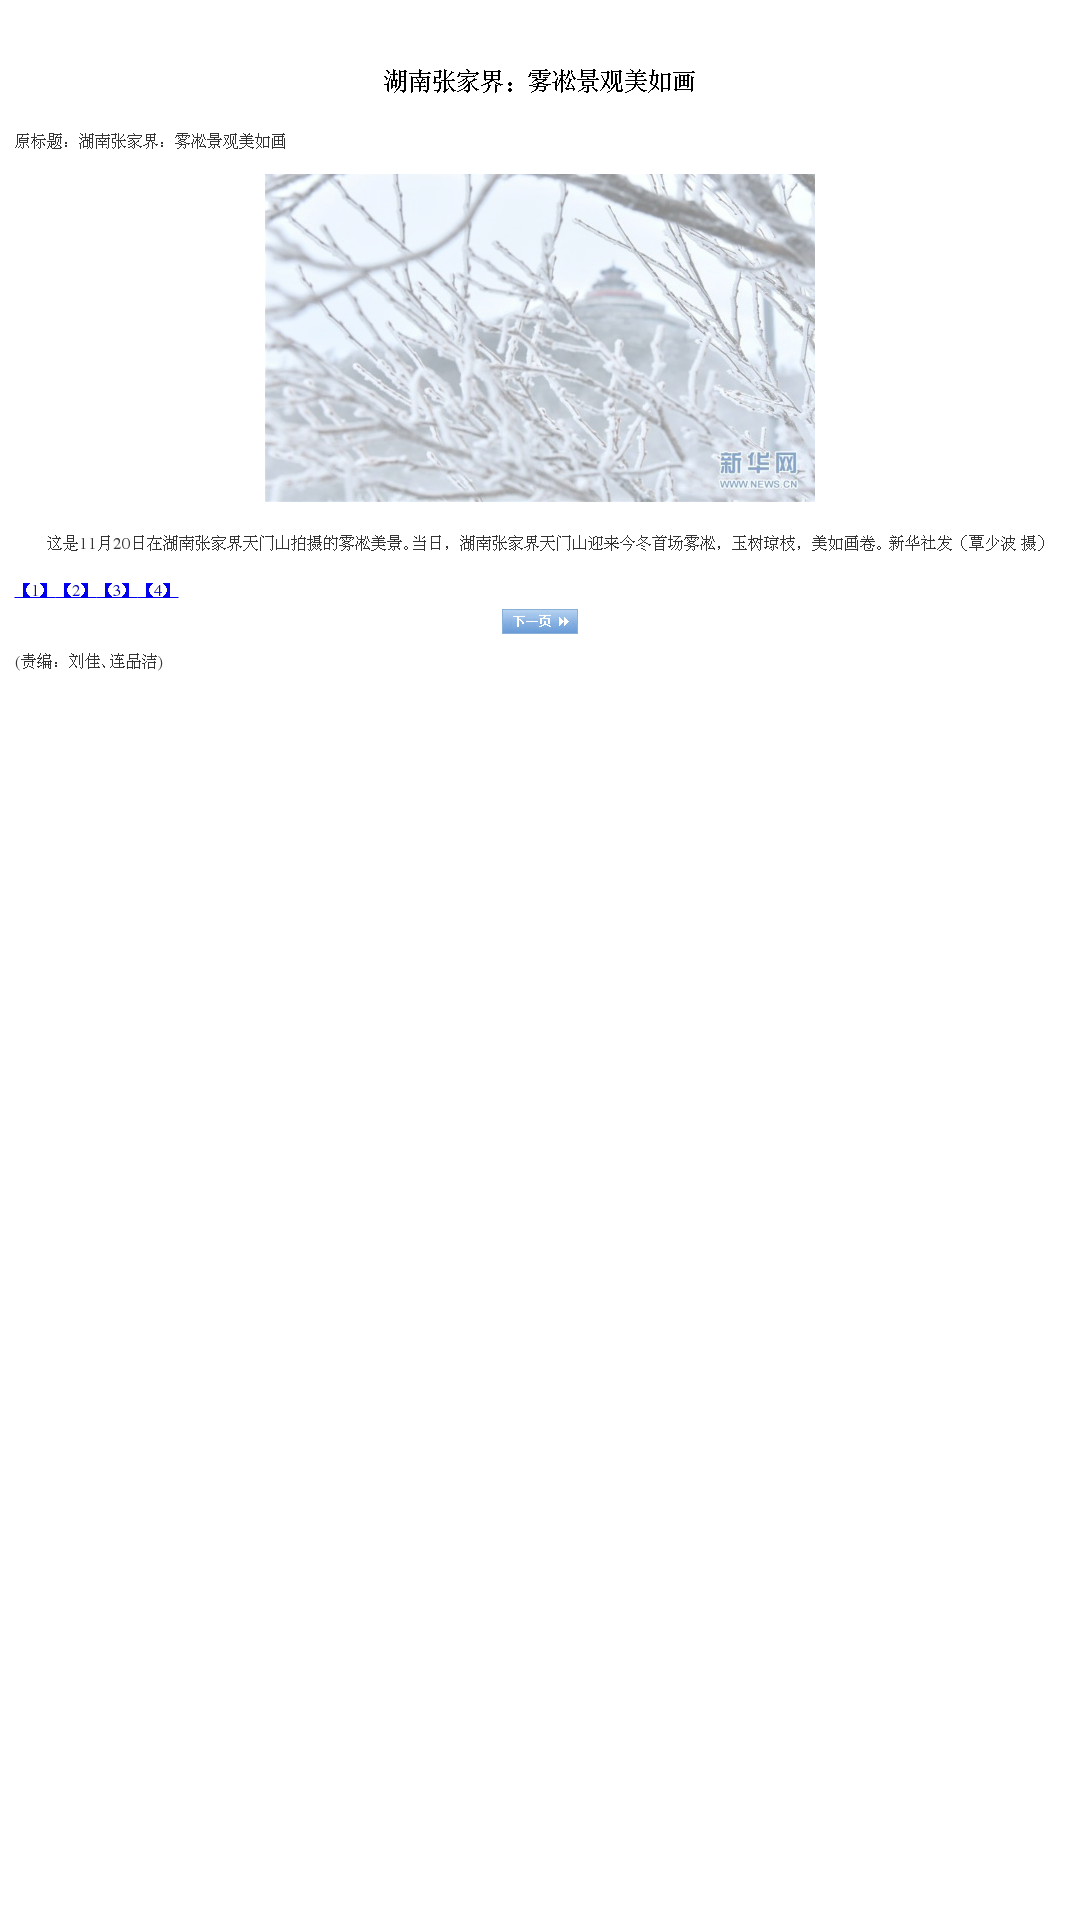 湖南张家界：雾凇景观美如画
原标题：湖南张家界：雾凇景观美如画
新华网
WWW.NEWS.CN
这是11月20日在湖南张家界天门山拍摄的雾凇美景。当日，湖南张家界天门山迎来今冬首场雾凇，玉树琼枝，美如画卷。新华社发（覃少波 摄）
【1】 【2】 【3】 【4】
下一页
(责编：刘佳、连品洁)